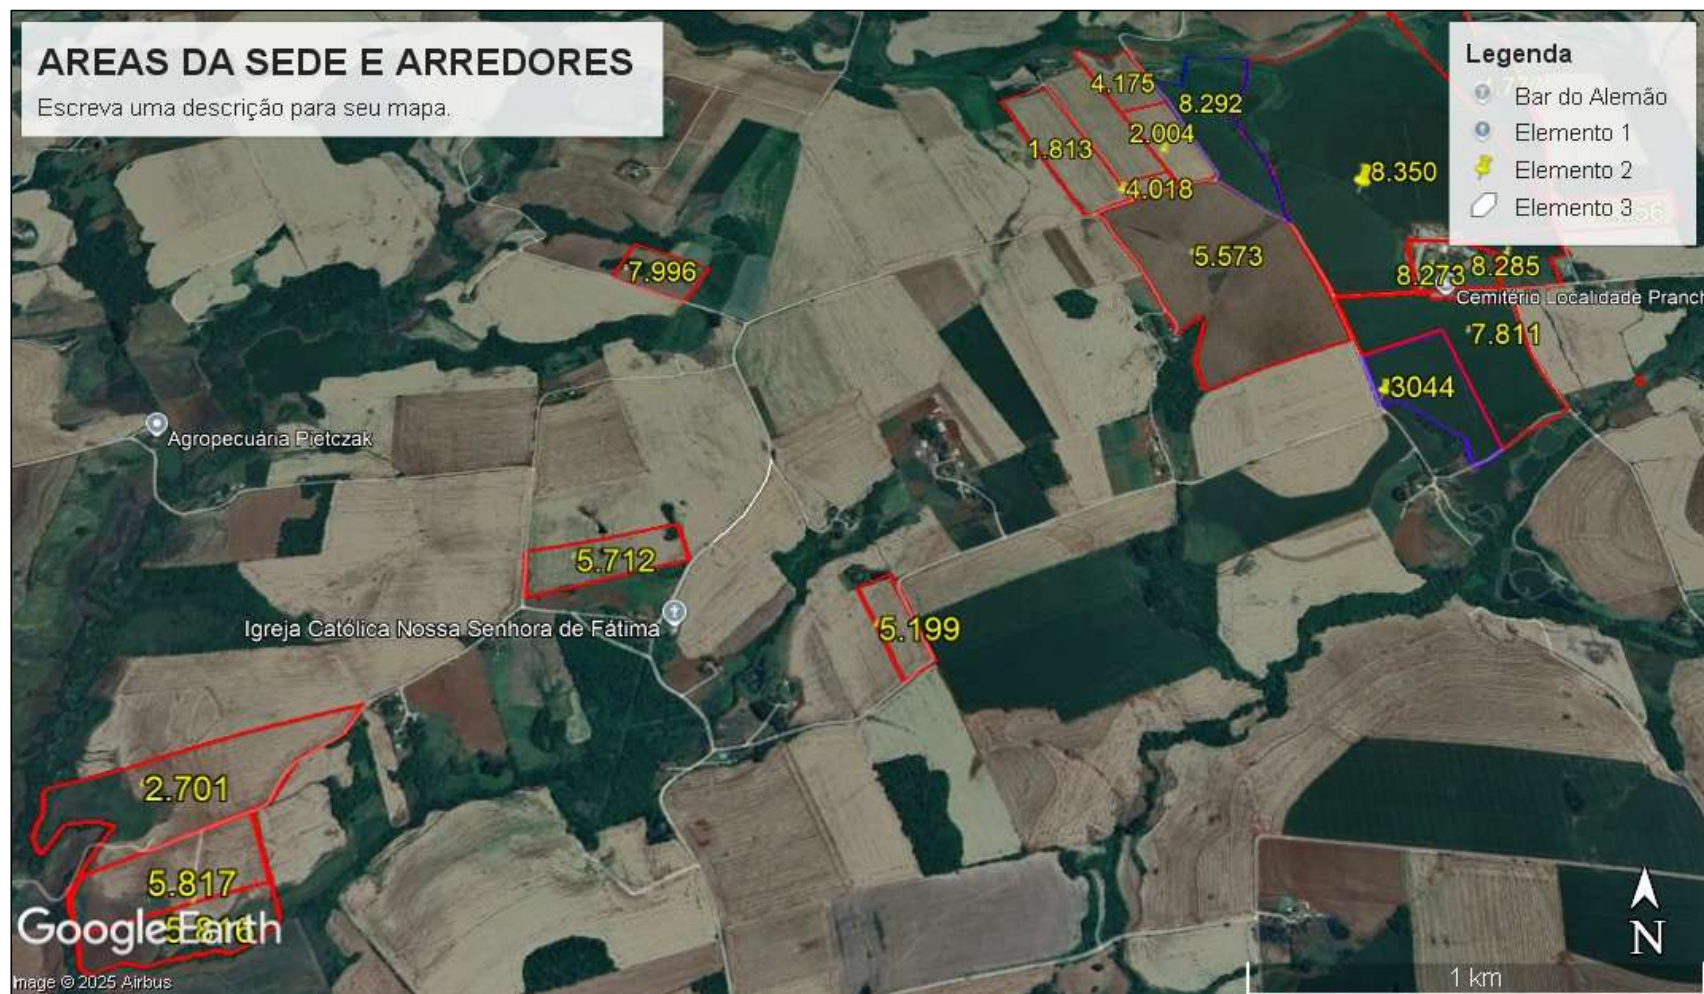 AREAS DA SEDE E ARREDORES
Escreva uma descrição para seu mapa.
Legenda
Bar do Alemão
Elemento 1
Elemento 2
Elemento 3
4.175
8.292
2.004
1.813
4.018
8.350
5.573
8.273
8.285
Cemitério Localidade Pranch
7.996
7.811
3044
Agropecuária Pietczak
5.712
Igreja Católica Nossa Senhora de Fátima
5.199
2.701
5.817
5.816
Google Earth
Image © 2025 Airbus
N
1 km